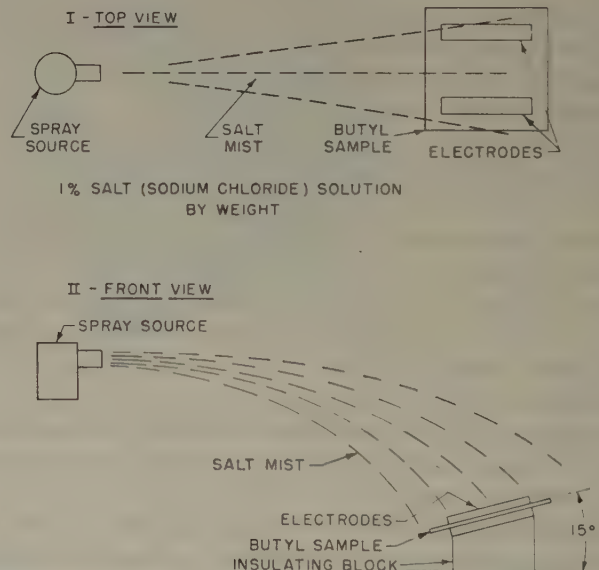 I - TOP VIEW
SPRAY
SOURCE
SALT
MIST
BUTYL
SAMPLE
ELECTRODES
1% SALT (SODIUM CHLORIDE) SOLUTION
BY WEIGHT
II - FRONT VIEW
SPRAY SOURCE
SALT MIST
ELECTRODES
BUTYL SAMPLE
INSULATING BLOCK
15°